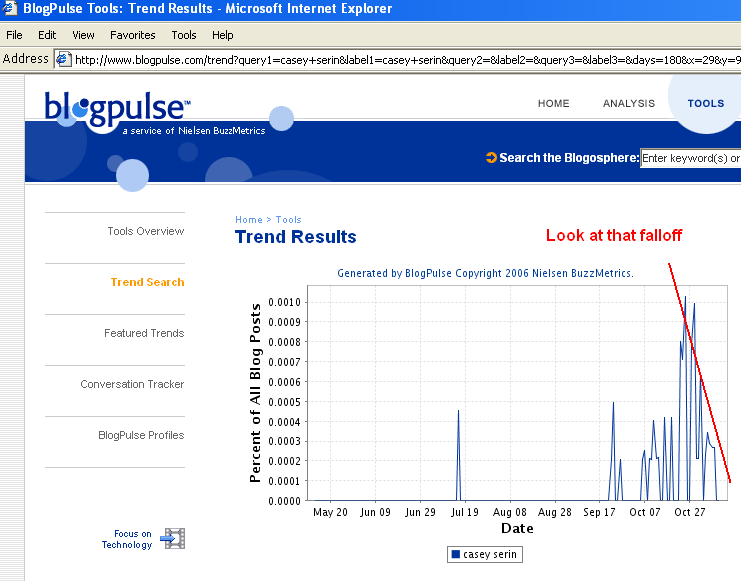 BlogPulse Tools: Trend Results - Microsoft Internet Explorer
File Edit View Favorites Tools Help
Address http://www.blogpulse.com/trend?query1=casey+serin&label1=casey+serin&query2=&label2=&query3=&label3=&days=180&x=29&y=9
blogpulse™
a service of Nielsen BuzzMetrics
HOME ANALYSIS TOOLS
Search the Blogosphere: Enter keyword(s) or
Tools Overview
Trend Search
Featured Trends
Conversation Tracker
BlogPulse Profiles
Focus on
Technology
Home > Tools
Trend Results
Look at that falloff
Generated by BlogPulse Copyright 2006 Nielsen BuzzMetrics.
Percent of All Blog Posts
0.0010
0.0009
0.0008
0.0007
0.0006
0.0005
0.0004
0.0003
0.0002
0.0001
0.0000
May 20 Jun 09 Jun 29 Jul 19 Aug 08 Aug 28 Sep 17 Oct 07 Oct 27
Date
casey serin